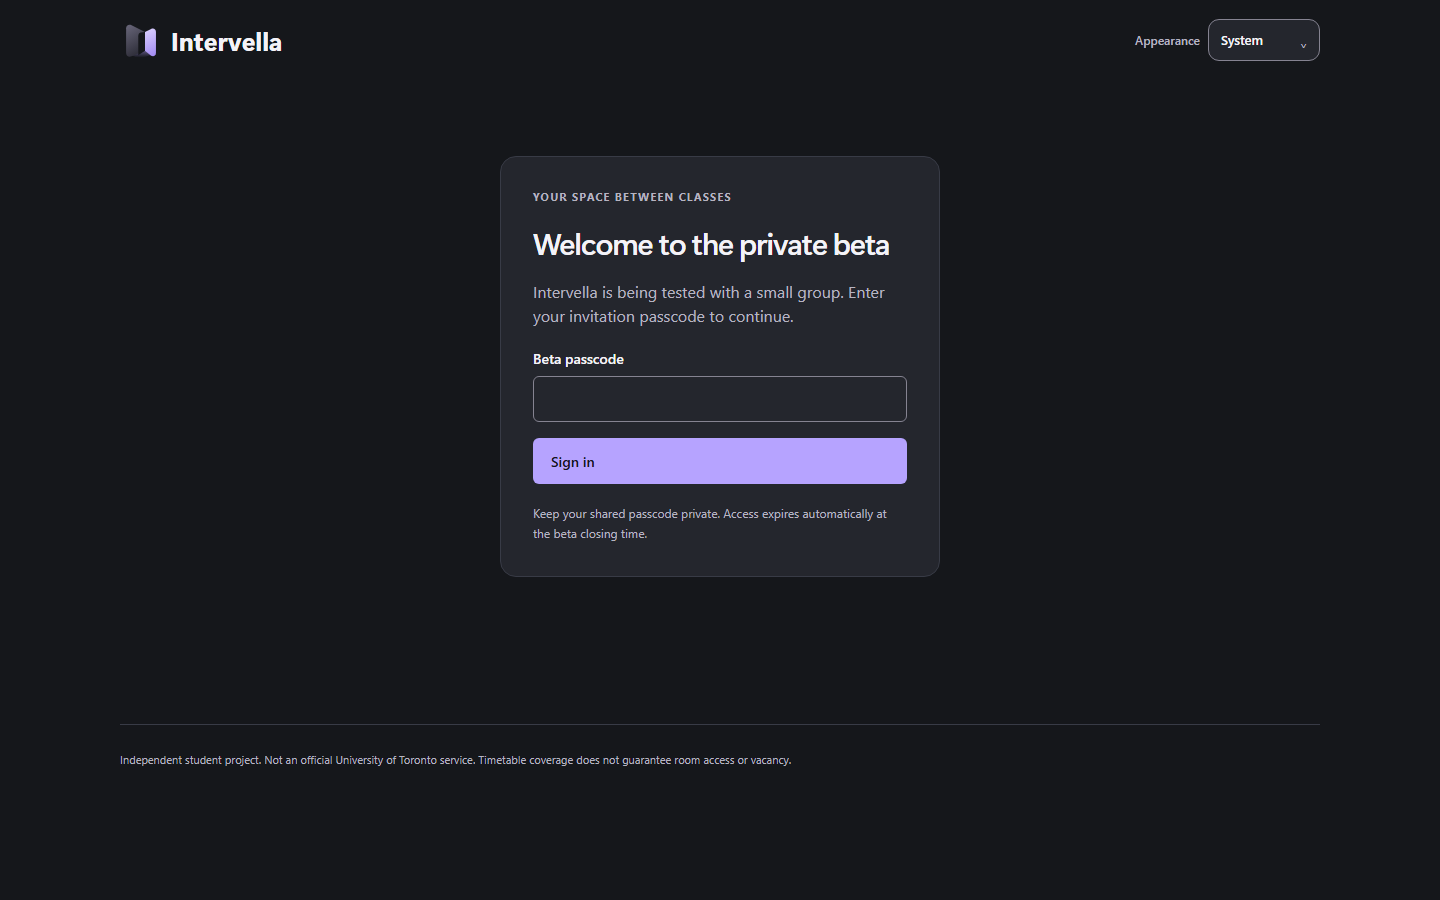 Intervella
Appearance
System
YOUR SPACE BETWEEN CLASSES
Welcome to the private beta
Intervella is being tested with a small group. Enter
your invitation passcode to continue.
Beta passcode
Sign in
Keep your shared passcode private. Access expires automatically at
the beta closing time.
Independent student project. Not an official University of Toronto service. Timetable coverage does not guarantee room access or vacancy.